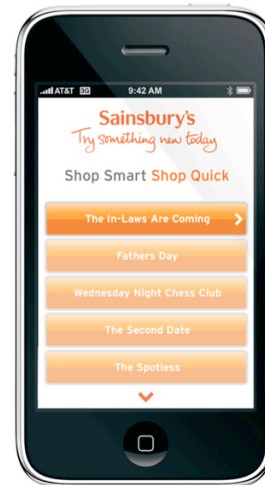 AT&T 3G 9:42 AM
Sainsbury's
Try something new today
Shop Smart Shop Quick
The In-Laws Are Coming
Fathers Day
Wednesday Night Chess Club
The Second Date
The Spotless